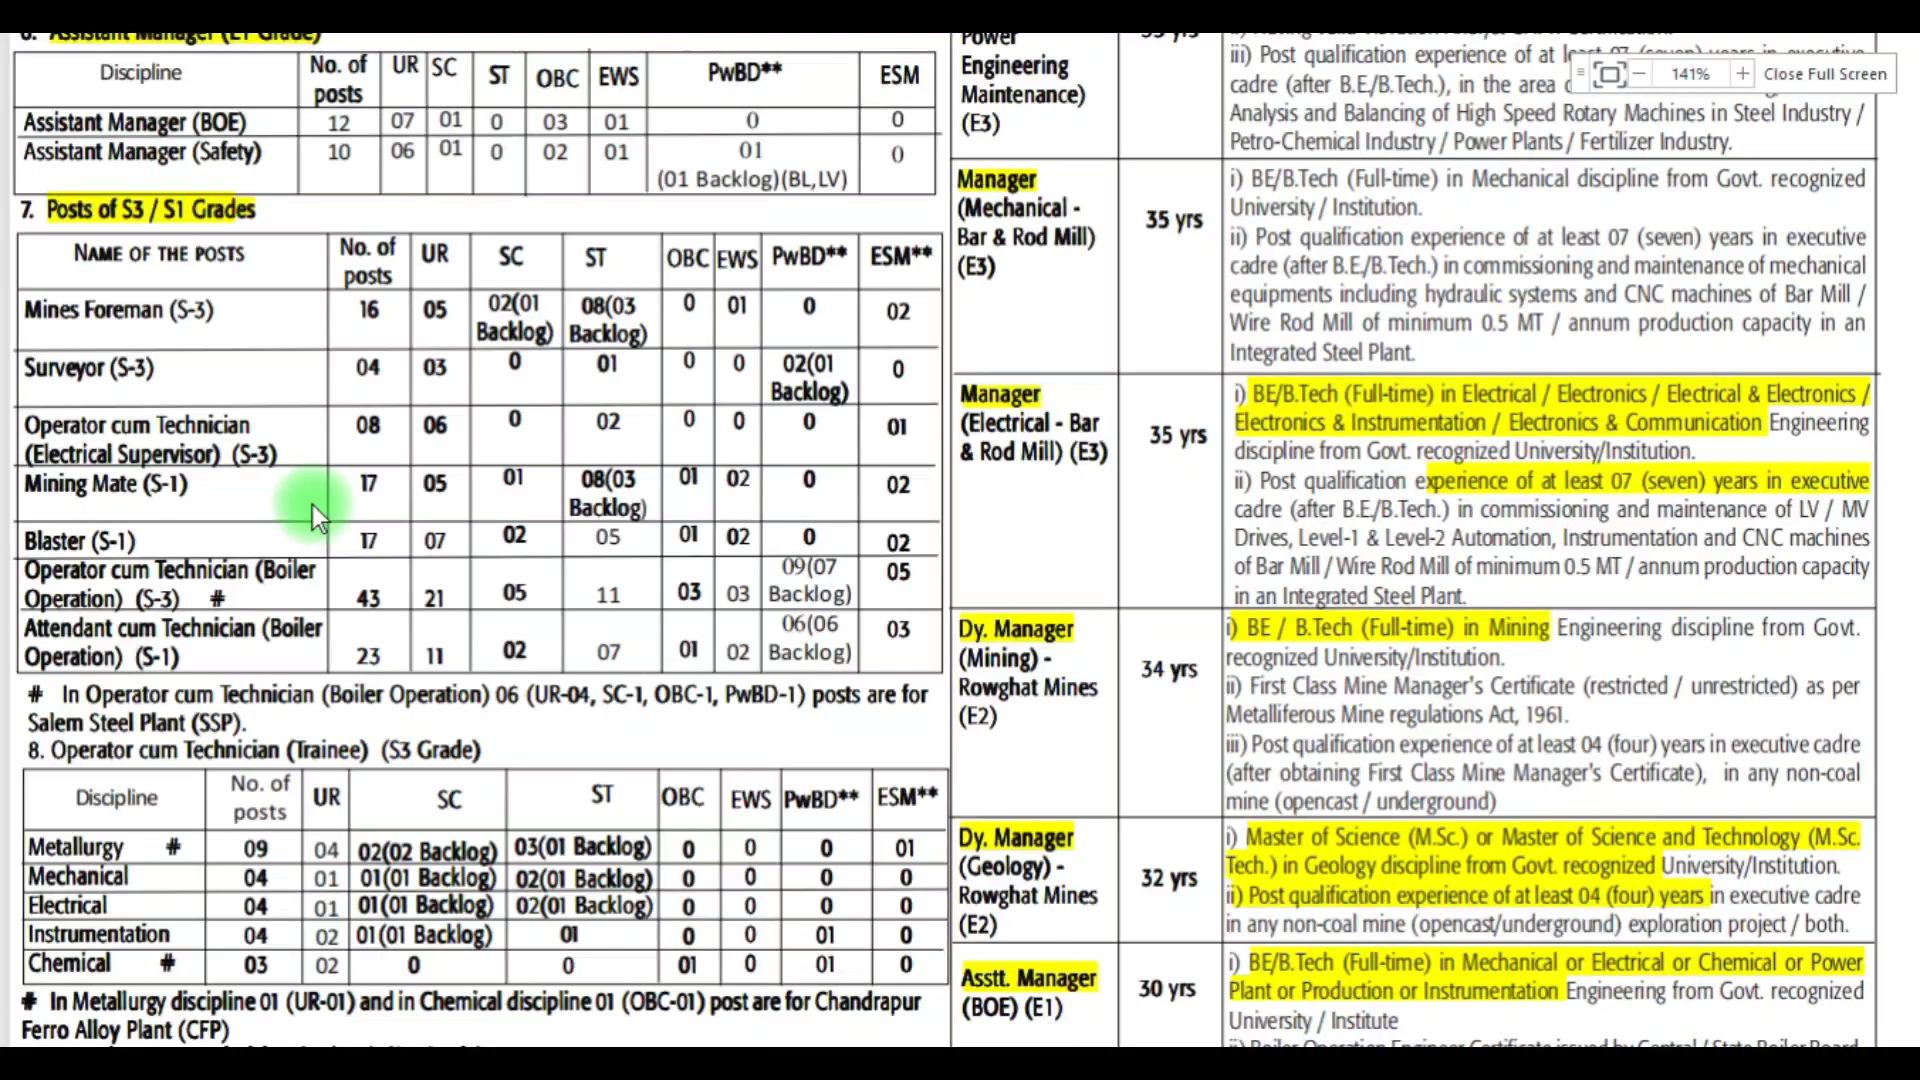 6. Assistant Manager (E1 Grade)
Discipline No. of posts UR SC ST OBC EWS PwBD** ESM
Assistant Manager (BOE) 12 07 01 0 03 01 0 0
Assistant Manager (Safety) 10 06 01 0 02 01 01 (01 Backlog)(BL,LV) 0
7. Posts of S3 / S1 Grades
NAME OF THE POSTS No. of posts UR SC ST OBC EWS PwBD** ESM**
Mines Foreman (S-3) 16 05 02(01 Backlog) 08(03 Backlog) 0 01 0 02
Surveyor (S-3) 04 03 0 01 0 0 02(01 Backlog) 0
Operator cum Technician (Electrical Supervisor) (S-3) 08 06 0 02 0 0 0 01
Mining Mate (S-1) 17 05 01 08(03 Backlog) 01 02 0 02
Blaster (S-1) 17 07 02 05 01 02 0 02
Operator cum Technician (Boiler Operation) (S-3) # 43 21 05 11 03 03 09(07 Backlog) 05
Attendant cum Technician (Boiler Operation) (S-1) 23 11 02 07 01 02 06(06 Backlog) 03
# In Operator cum Technician (Boiler Operation) 06 (UR-04, SC-1, OBC-1, PwBD-1) posts are for
Salem Steel Plant (SSP).
8. Operator cum Technician (Trainee) (S3 Grade)
Discipline No. of posts UR SC ST OBC EWS PwBD** ESM**
Metallurgy # 09 04 02(02 Backlog) 03(01 Backlog) 0 0 0 01
Mechanical 04 01 01(01 Backlog) 02(01 Backlog) 0 0 0 0
Electrical 04 01 01(01 Backlog) 02(01 Backlog) 0 0 0 0
Instrumentation 04 02 01(01 Backlog) 01 0 0 01 0
Chemical # 03 02 0 0 01 0 01 0
# In Metallurgy discipline 01 (UR-01) and in Chemical discipline 01 (OBC-01) post are for Chandrapur
Ferro Alloy Plant (CFP)
Power
Engineering
Maintenance)
(E3)
iii) Post qualification experience of at least 07 (seven) years in executive
cadre (after B.E./B.Tech.), in the area
Analysis and Balancing of High Speed Rotary Machines in Steel Industry /
Petro-Chemical Industry / Power Plants / Fertilizer Industry.
141% Close Full Screen
Manager
(Mechanical -
Bar & Rod Mill)
(E3)
35 yrs
i) BE/B.Tech (Full-time) in Mechanical discipline from Govt. recognized
University / Institution.
ii) Post qualification experience of at least 07 (seven) years in executive
cadre (after B.E./B.Tech.) in commissioning and maintenance of mechanical
equipments including hydraulic systems and CNC machines of Bar Mill /
Wire Rod Mill of minimum 0.5 MT / annum production capacity in an
Integrated Steel Plant.
Manager
(Electrical - Bar
& Rod Mill) (E3)
35 yrs
i) BE/B.Tech (Full-time) in Electrical / Electronics / Electrical & Electronics /
Electronics & Instrumentation / Electronics & Communication Engineering
discipline from Govt. recognized University/Institution.
ii) Post qualification experience of at least 07 (seven) years in executive
cadre (after B.E./B.Tech.) in commissioning and maintenance of LV / MV
Drives, Level-1 & Level-2 Automation, Instrumentation and CNC machines
of Bar Mill / Wire Rod Mill of minimum 0.5 MT / annum production capacity
in an Integrated Steel Plant.
Dy. Manager
(Mining) -
Rowghat Mines
(E2)
34 yrs
i) BE / B.Tech (Full-time) in Mining Engineering discipline from Govt.
recognized University/Institution.
ii) First Class Mine Manager's Certificate (restricted / unrestricted) as per
Metalliferous Mine regulations Act, 1961.
iii) Post qualification experience of at least 04 (four) years in executive cadre
(after obtaining First Class Mine Manager's Certificate), in any non-coal
mine (opencast / underground)
Dy. Manager
(Geology) -
Rowghat Mines
(E2)
32 yrs
i) Master of Science (M.Sc.) or Master of Science and Technology (M.Sc.
Tech.) in Geology discipline from Govt. recognized University/Institution.
ii) Post qualification experience of at least 04 (four) years in executive cadre
in any non-coal mine (opencast/underground) exploration project / both.
Asstt. Manager
(BOE) (E1)
30 yrs
i) BE/B.Tech (Full-time) in Mechanical or Electrical or Chemical or Power
Plant or Production or Instrumentation Engineering from Govt. recognized
University / Institute
ii) Boiler Operation Engineer Certificate issued by Central / State Boiler Board